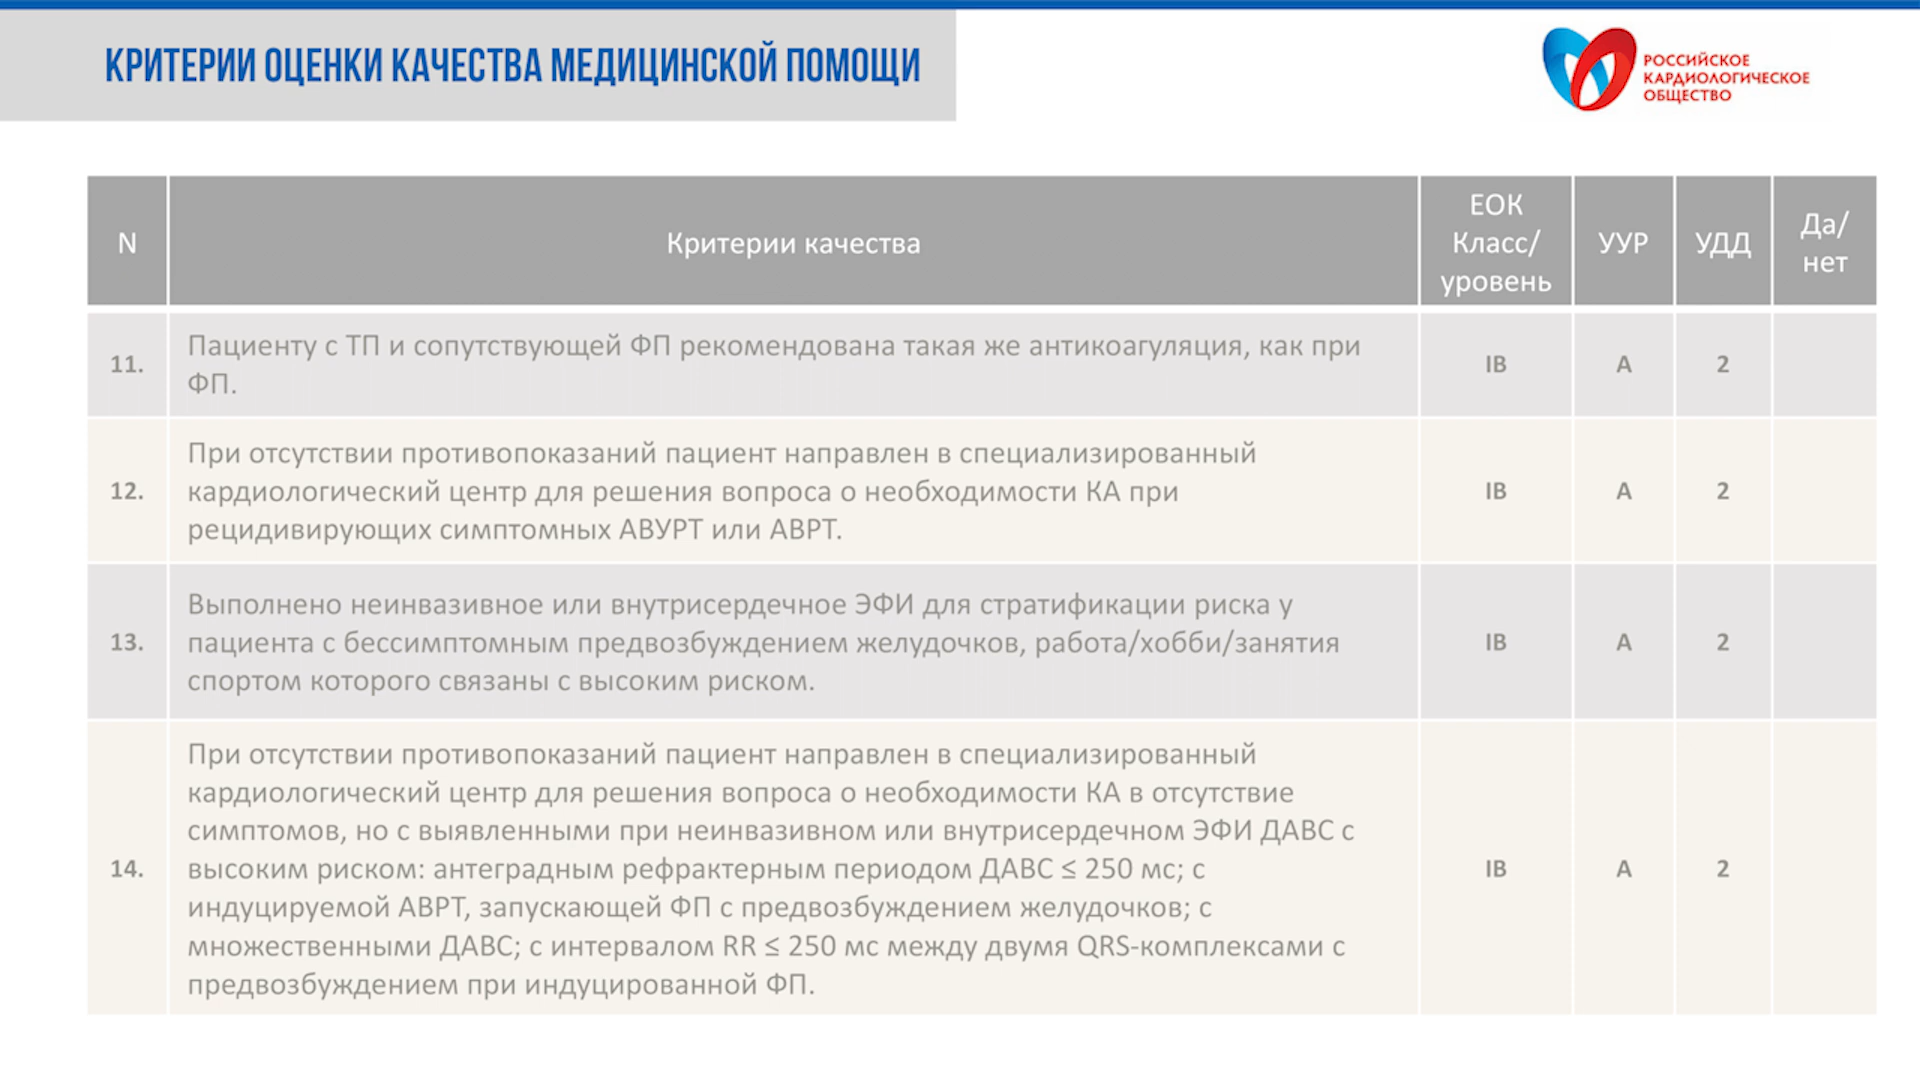 КРИТЕРИИ ОЦЕНКИ КАЧЕСТВА МЕДИЦИНСКОЙ ПОМОЩИ
РОССИЙСКОЕ
КАРДИОЛОГИЧЕСКОЕ
ОБЩЕСТВО
N
Критерии качества
ЕОК
Класс/
уровень
УУР
УДД
Да/
нет
11.
Пациенту с ТП и сопутствующей ФП рекомендована такая же антикоагуляция, как при
ФП.
IB
A
2
12.
При отсутствии противопоказаний пациент направлен в специализированный
кардиологический центр для решения вопроса о необходимости КА при
рецидивирующих симптомных АВУРТ или АВРТ.
IB
A
2
13.
Выполнено неинвазивное или внутрисердечное ЭФИ для стратификации риска у
пациента с бессимптомным предвозбуждением желудочков, работа/хобби/занятия
спортом которого связаны с высоким риском.
IB
A
2
14.
При отсутствии противопоказаний пациент направлен в специализированный
кардиологический центр для решения вопроса о необходимости КА в отсутствие
симптомов, но с выявленными при неинвазивном или внутрисердечном ЭФИ ДАВС с
высоким риском: антеградным рефрактерным периодом ДАВС ≤ 250 мс; с
индуцируемой АВРТ, запускающей ФП с предвозбуждением желудочков; с
множественными ДАВС; с интервалом RR ≤ 250 мс между двумя QRS-комплексами с
предвозбуждением при индуцированной ФП.
IB
A
2